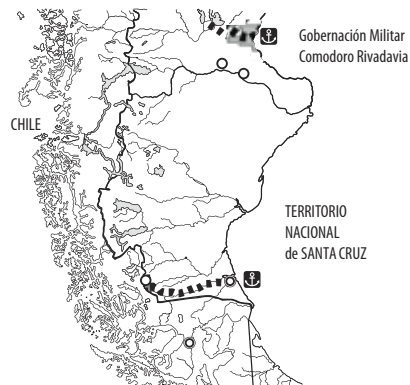 Gobernación Militar
Comodoro Rivadavia
CHILE
TERRITORIO
NACIONAL
de SANTA CRUZ